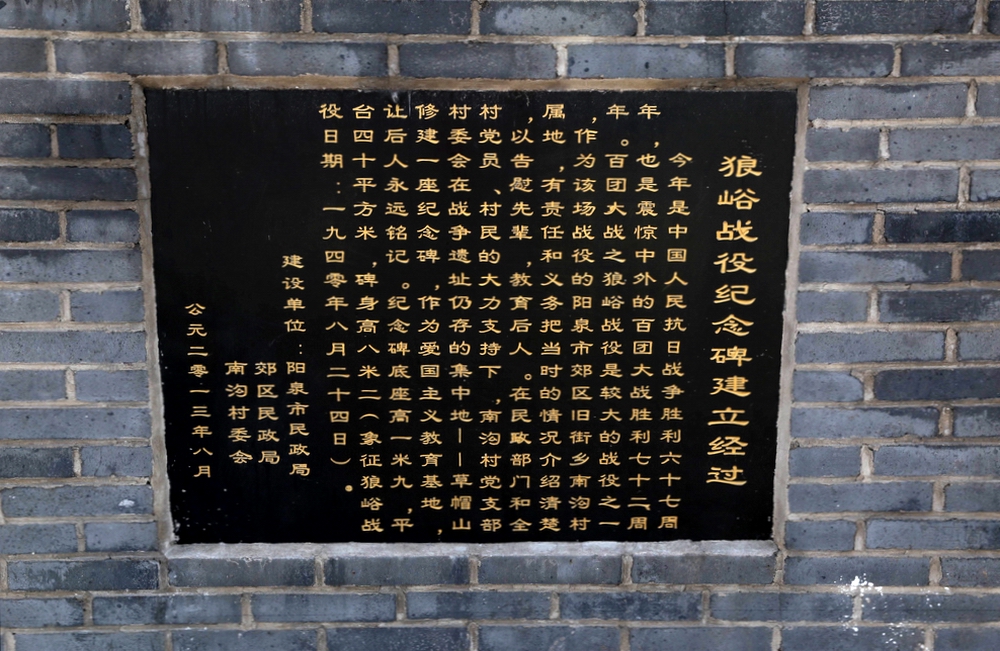 狼峪战役纪念碑建立经过
今年是中国人民抗日战争胜利六十七周
年，也是震惊中外的百团大战胜利七十二周
年。百团大战之狼峪战役是较大的战役之一
，作为该场战役的阳泉市郊区旧街乡南沟村
属地，有责任和义务把当时的情况介绍清楚
，以告慰先辈，教育后人。在民政部门和全
村党员、村民的大力支持下，南沟村党支部
村委会在战争遗址仍存的集中地——草帽山
修建一座纪念碑，作为爱国主义教育基地，
让后人永远铭记。纪念碑底座高一米九，平
台四十平方米，碑身高八米二（象征狼峪战
役日期：一九四零年八月二十四日）。
建设单位：阳泉市民政局
郊区民政局
南沟村委会
公元二零一三年八月